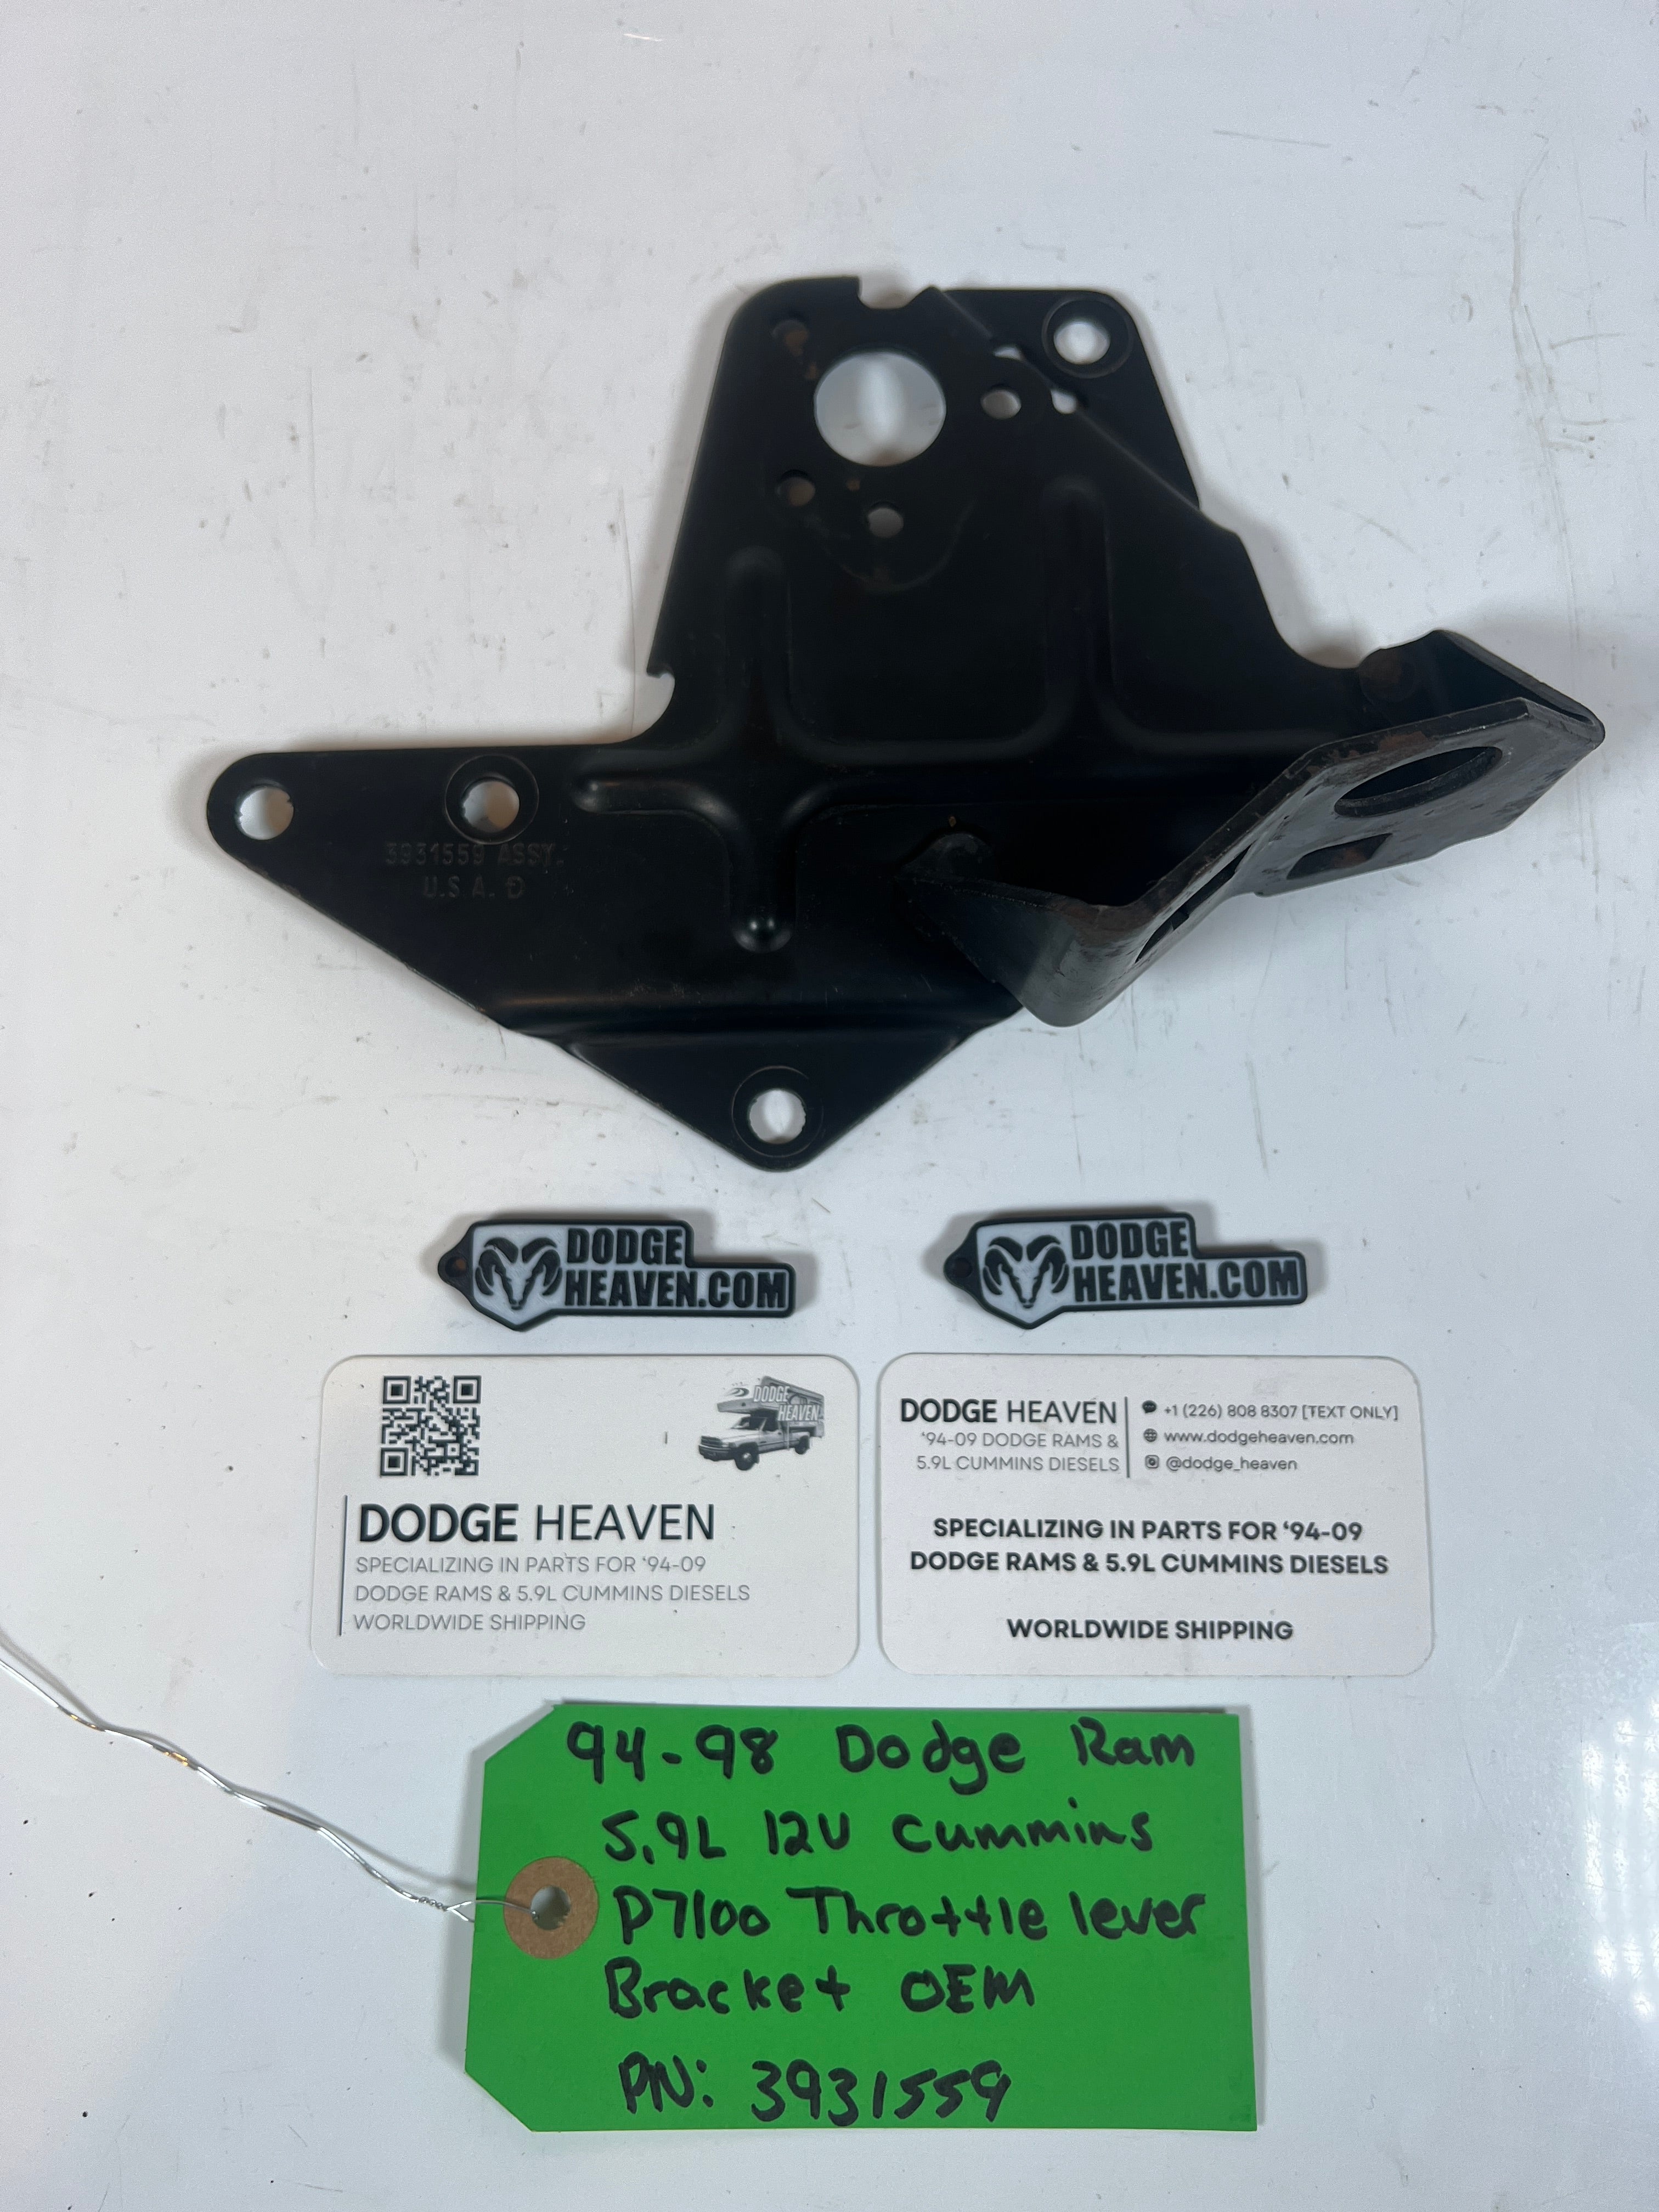 3931559 ASSY.
U.S.A.
DODGE
HEAVEN.COM
DODGE
HEAVEN.COM
DODGE
HEAVEN
DODGE HEAVEN
SPECIALIZING IN PARTS FOR ‘94-09
DODGE RAMS & 5.9L CUMMINS DIESELS
WORLDWIDE SHIPPING
DODGE HEAVEN
‘94-09 DODGE RAMS &
5.9L CUMMINS DIESELS
+1 (226) 808 8307 [TEXT ONLY]
www.dodgeheaven.com
@dodge_heaven
SPECIALIZING IN PARTS FOR ‘94-09
DODGE RAMS & 5.9L CUMMINS DIESELS
WORLDWIDE SHIPPING
94-98 Dodge Ram
5.9L 12V Cummins
P7100 Throttle lever
Bracket OEM
PN: 3931559